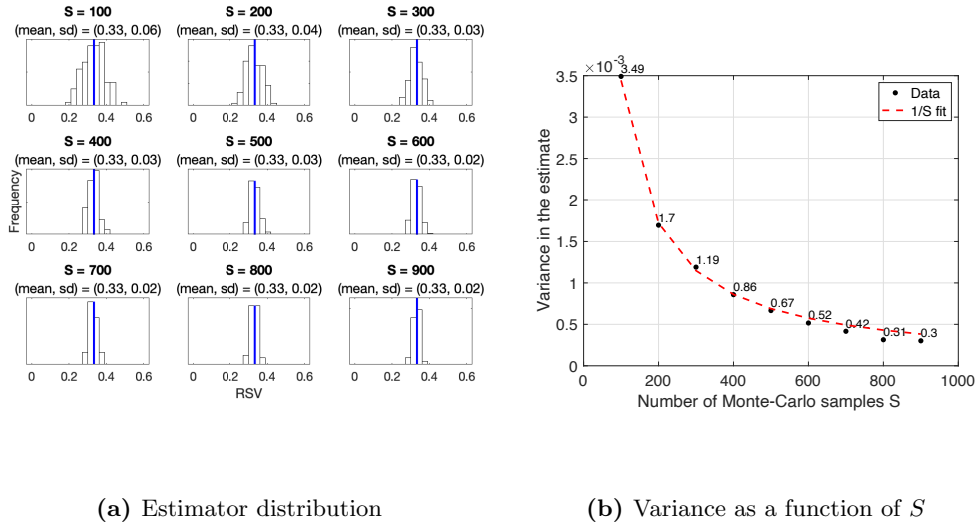 S = 100
(mean, sd) = (0.33, 0.06)
S = 200
(mean, sd) = (0.33, 0.04)
S = 300
(mean, sd) = (0.33, 0.03)
0 0.2 0.4 0.6
0 0.2 0.4 0.6
0 0.2 0.4 0.6
S = 400
(mean, sd) = (0.33, 0.03)
S = 500
(mean, sd) = (0.33, 0.03)
S = 600
(mean, sd) = (0.33, 0.02)
Frequency
0 0.2 0.4 0.6
0 0.2 0.4 0.6
0 0.2 0.4 0.6
S = 700
(mean, sd) = (0.33, 0.02)
S = 800
(mean, sd) = (0.33, 0.02)
S = 900
(mean, sd) = (0.33, 0.02)
0 0.2 0.4 0.6
0 0.2 0.4 0.6
0 0.2 0.4 0.6
RSV
(a) Estimator distribution
×10⁻³
3.5
3
2.5
2
1.5
1
0.5
0
Variance in the estimate
3.49
1.7
1.19
0.86
0.67
0.52
0.42
0.31
0.3
Data
1/S fit
0 200 400 600 800 1000
Number of Monte-Carlo samples S
(b) Variance as a function of S